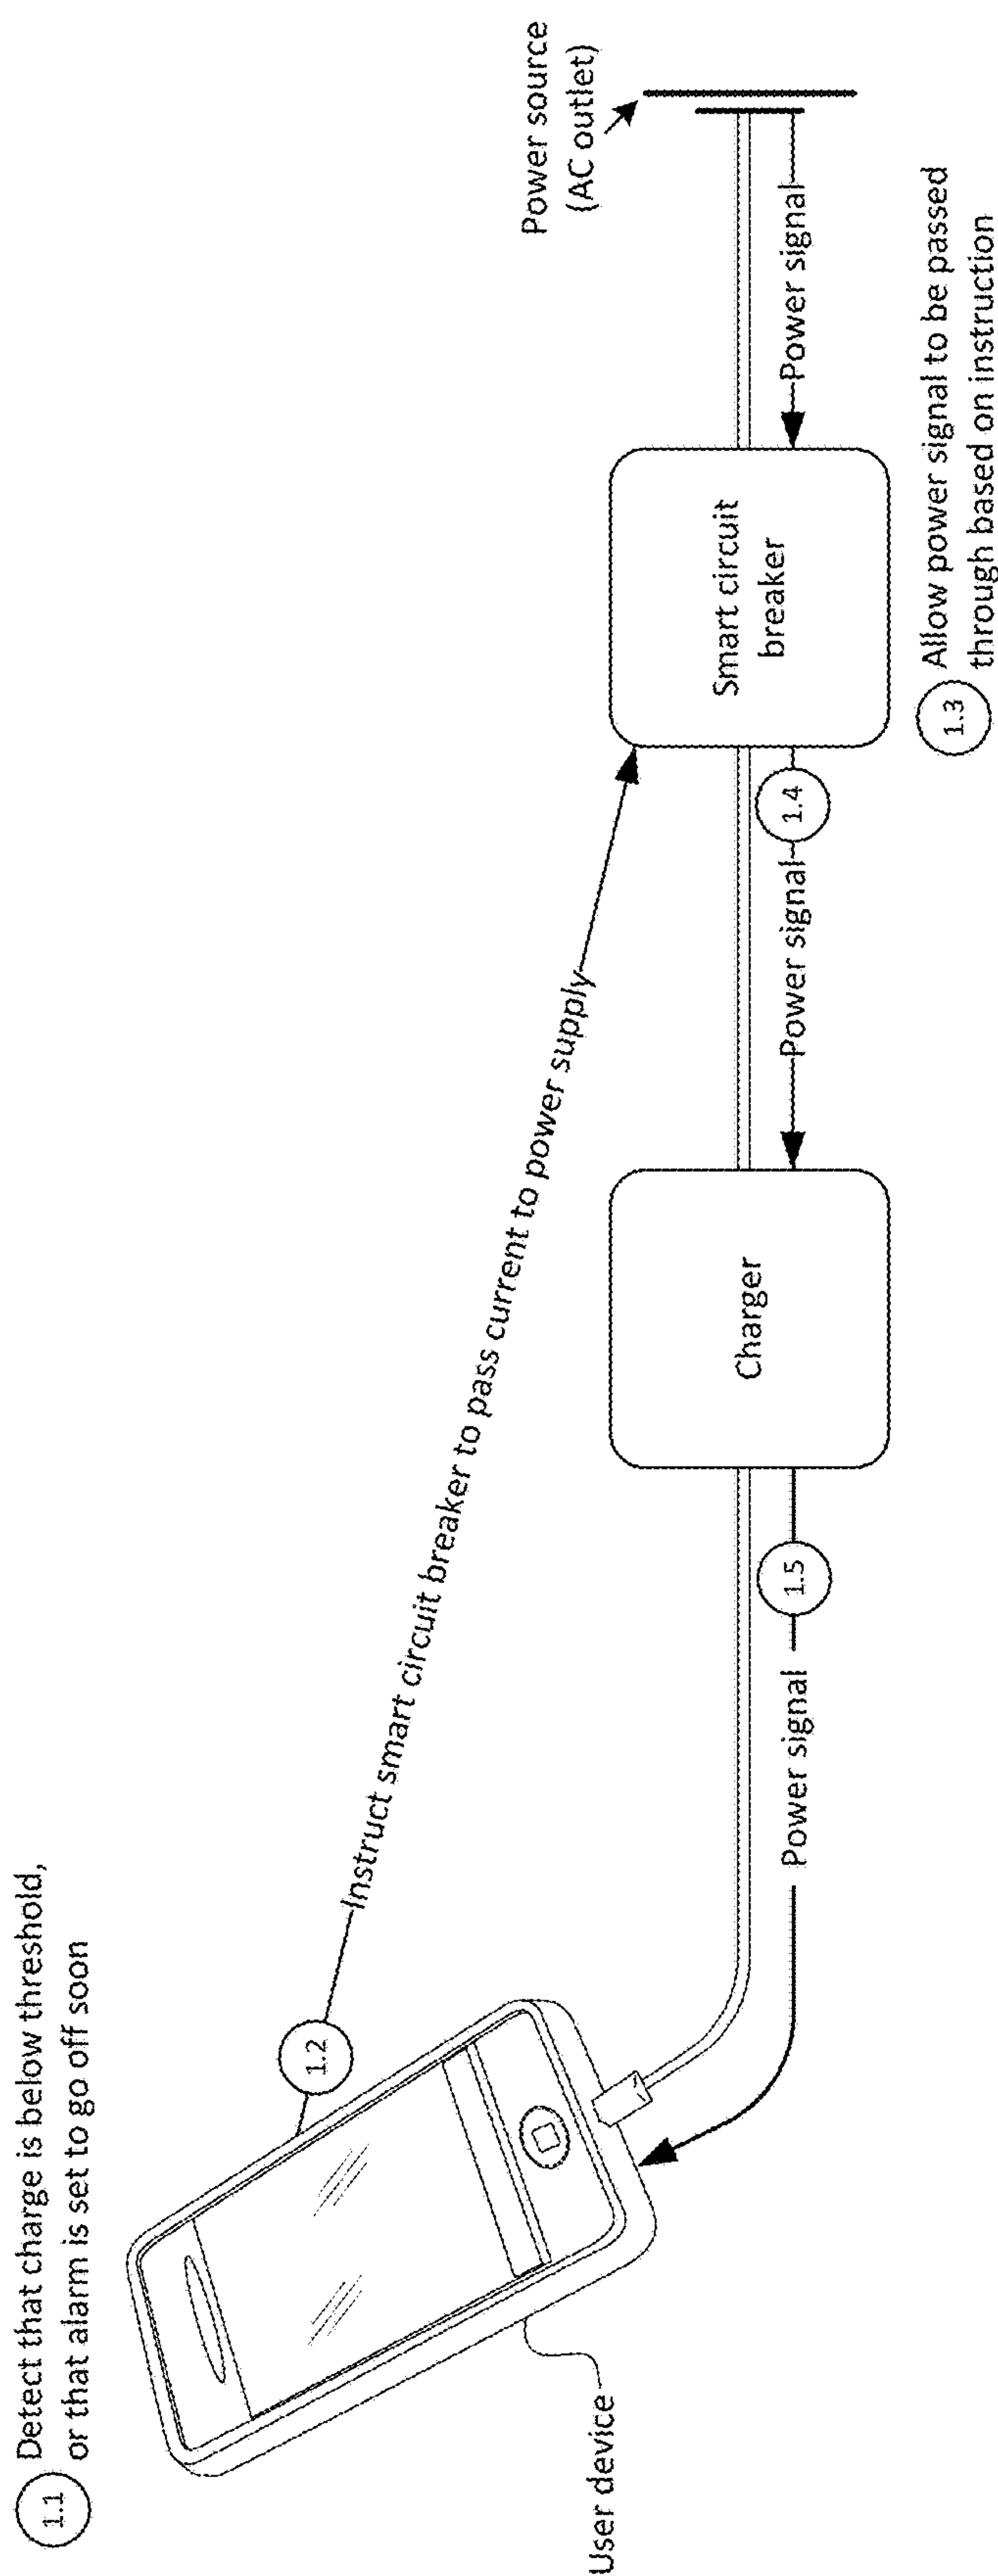 1.1
Detect that charge is below threshold,
or that alarm is set to go off soon
1.2
Instruct smart circuit breaker to pass current to power supply
Power source
(AC outlet)
User device
Charger
Smart circuit
breaker
Power signal
1.5
Power signal
1.4
Power signal
1.3
Allow power signal to be passed
through based on instruction